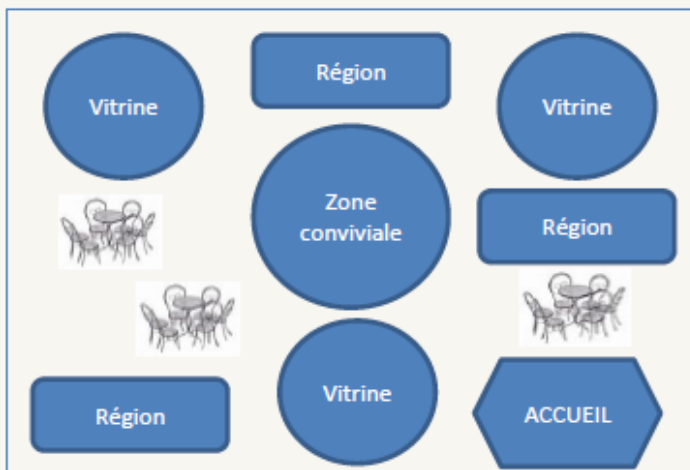 Vitrine
Région
Vitrine
Zone
conviviale
Région
Région
Vitrine
ACCUEIL